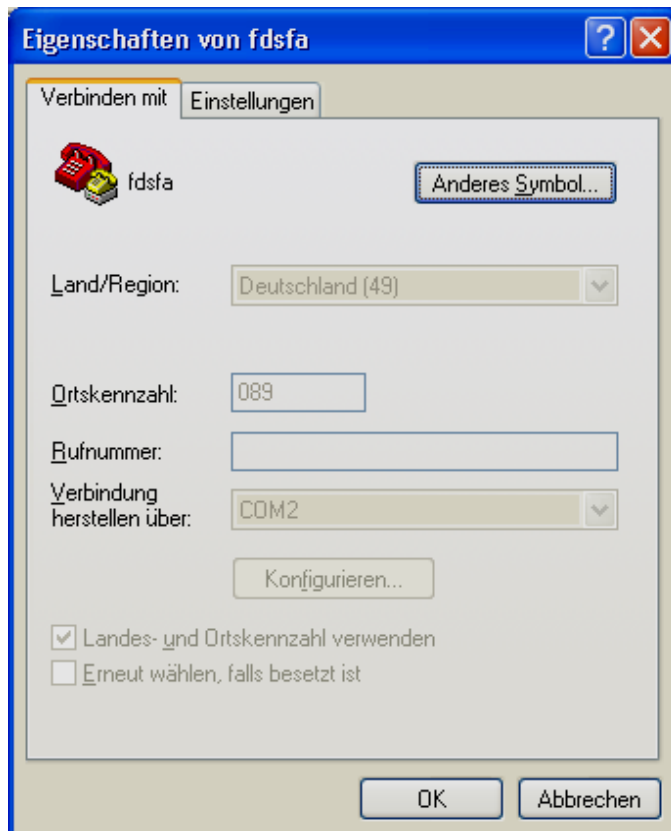 Eigenschaften von fdsfa
Verbinden mit
Einstellungen
fdsfa
Anderes Symbol...
Land/Region:
Deutschland (49)
Ortskennzahl:
089
Rufnummer:
Verbindung
herstellen über:
COM2
Konfigurieren...
Landes- und Ortskennzahl verwenden
Erneut wählen, falls besetzt ist
OK
Abbrechen